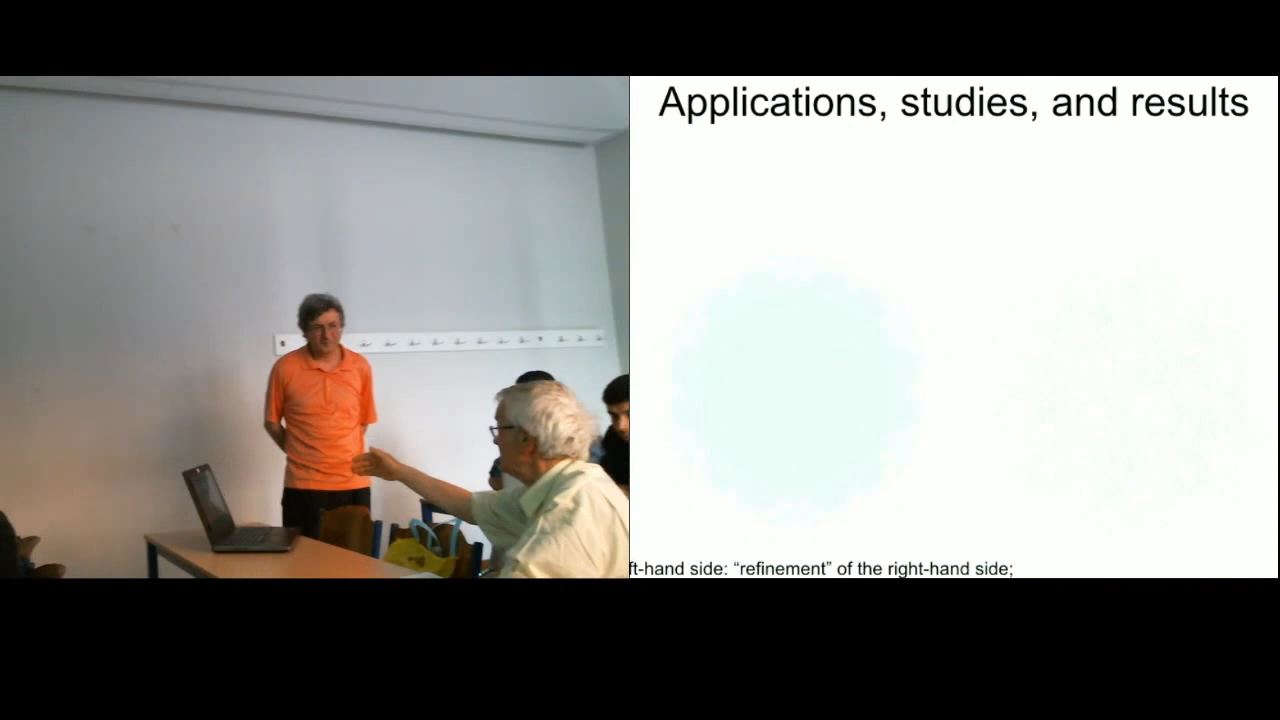 Applications, studies, and results
ft-hand side: “refinement” of the right-hand side;